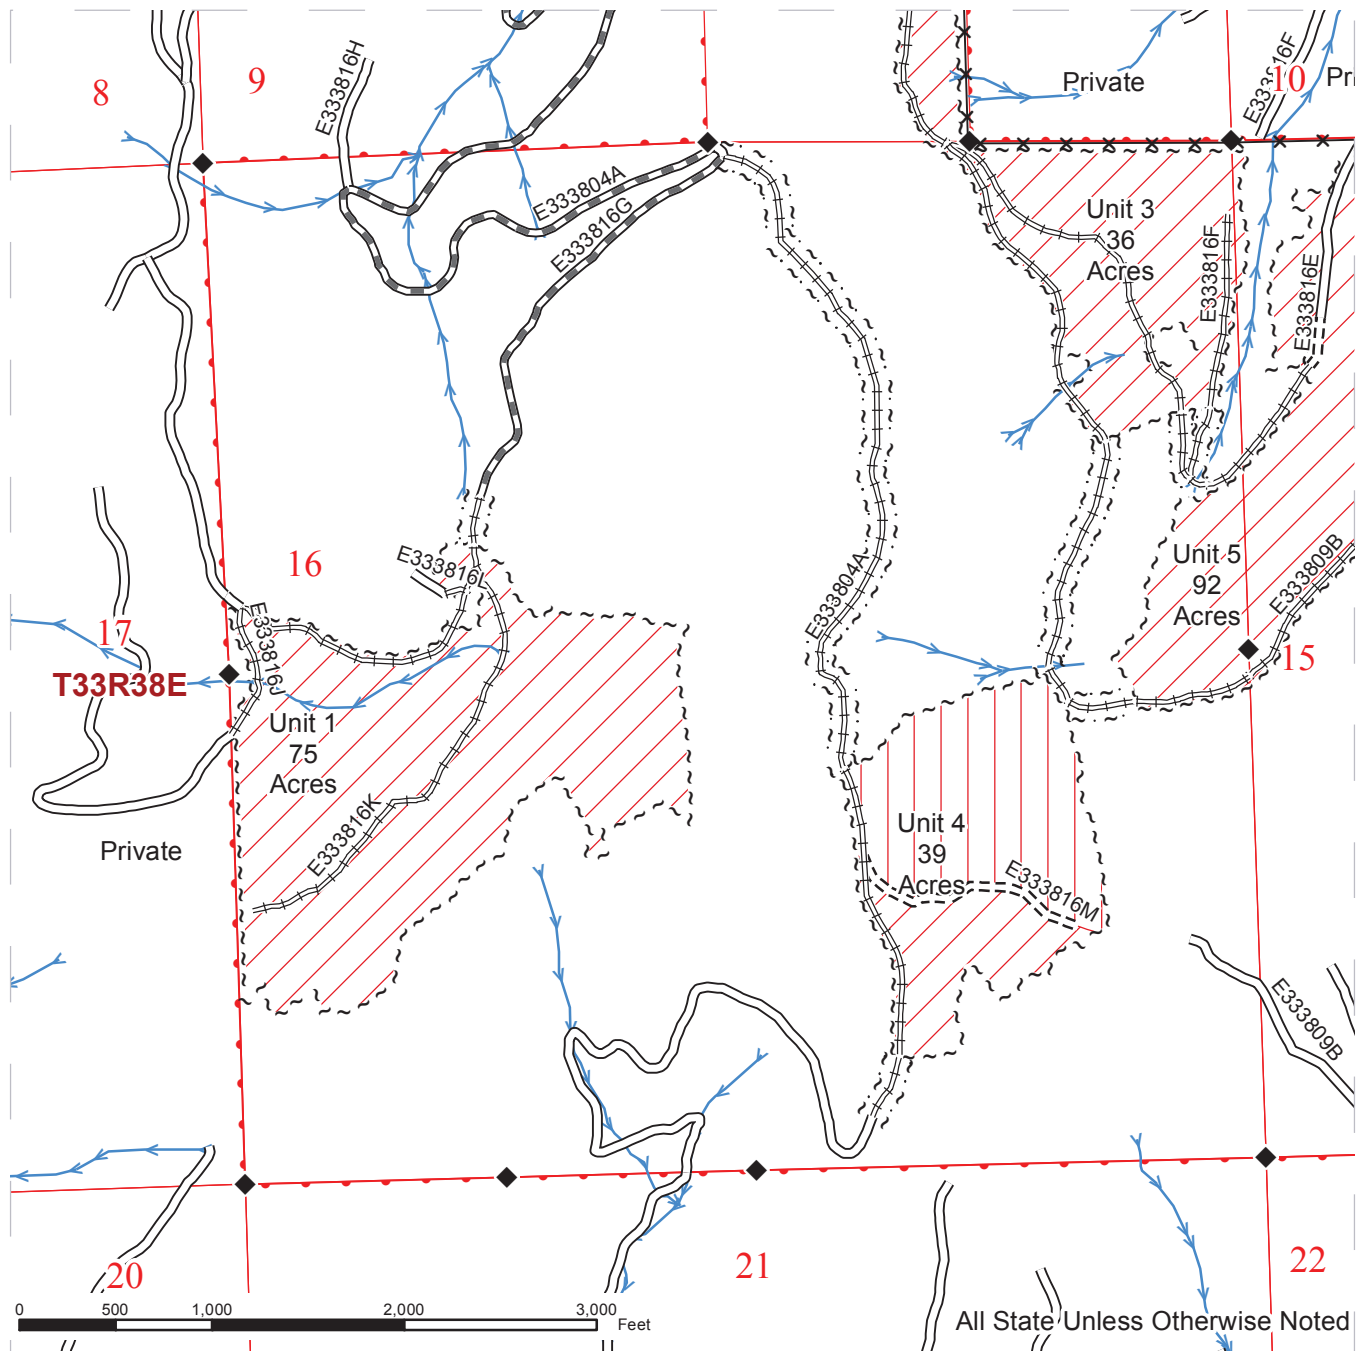 8
9
E333816H
Private
E333816F
10
Pri
E333804A
E333816G
Unit 3
36
Acres
E333816F
E333816E
16
E333816L
E333816J
17
T33R38E
Unit 1
75
Acres
E333816K
Private
E333804A
Unit 5
92
Acres
E333809B
15
Unit 4
39
Acres
E333816M
E333809B
20
21
22
0
500
1,000
2,000
3,000
Feet
All State Unless Otherwise Noted